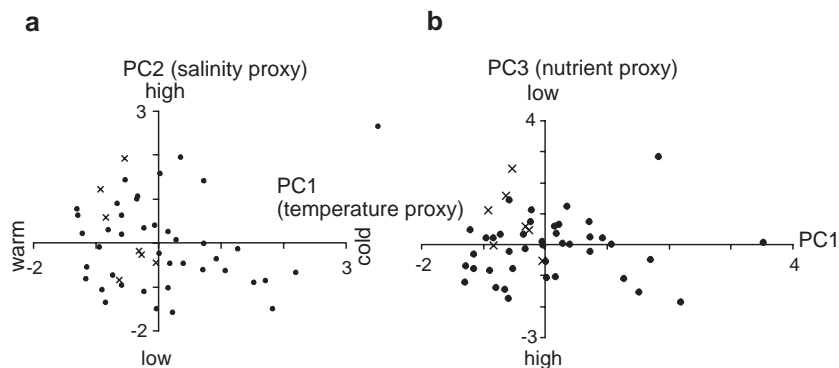 a
PC2 (salinity proxy)
high
3
PC1
(temperature proxy)
warm
cold
-2
3
-2
low
b
PC3 (nutrient proxy)
low
4
PC1
-2
4
-3
high